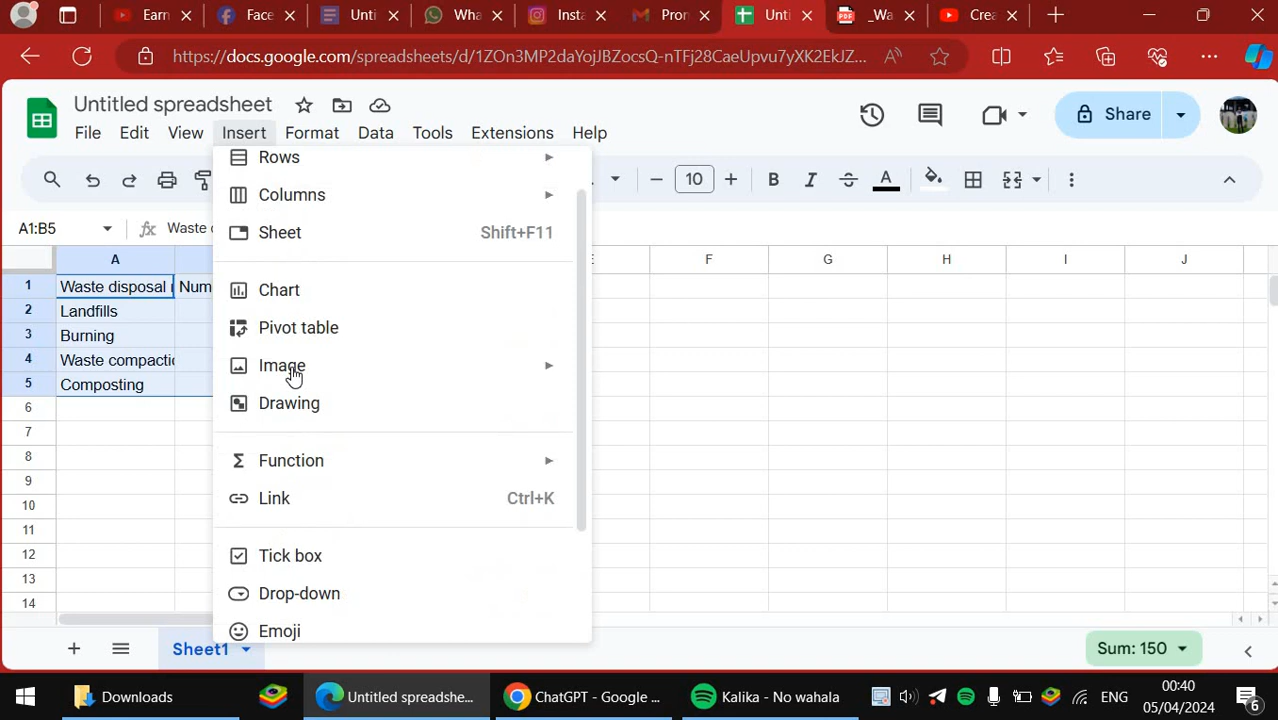 Earn
Face
Unti
Wha
Insta
Pron
Unti
_Wa
Crea
https://docs.google.com/spreadsheets/d/1ZOn3MP2daYojJBZocsQ-nTFj28CaeUpvu7yXK2EkJZ...
Untitled spreadsheet
Share
File Edit View Insert Format Data Tools Extensions Help
10
A1:B5
Waste
Rows
Columns
Sheet Shift+F11
Chart
Pivot table
Image
Drawing
Function
Link Ctrl+K
Tick box
Drop-down
Emoji
A F G H I J
1 Waste disposal Num
2 Landfills
3 Burning
4 Waste compactic
5 Composting
6
7
8
9
10
11
12
13
14
Sheet1
Sum: 150
Downloads
Untitled spreadshe...
ChatGPT - Google ...
Kalika - No wahala
ENG
00:40
05/04/2024
6